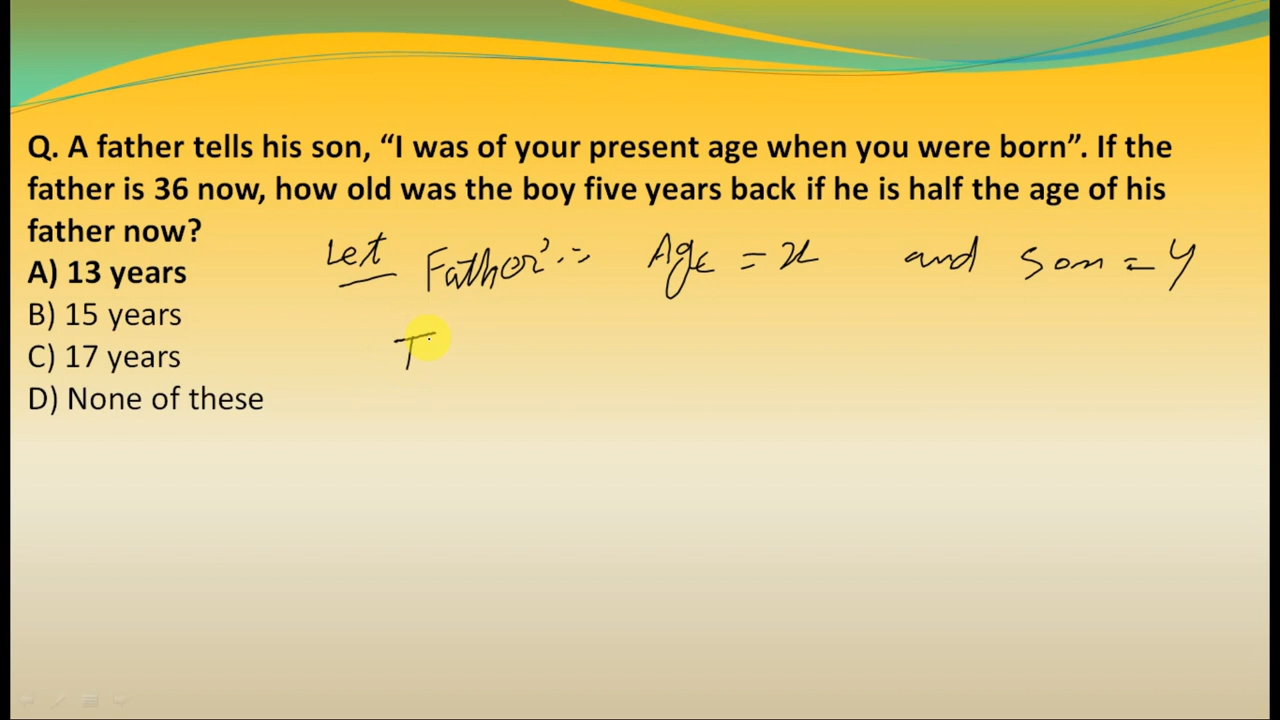 Q. A father tells his son, “I was of your present age when you were born”. If the
father is 36 now, how old was the boy five years back if he is half the age of his
father now?
Let Father's Age = x and Son = y
A) 13 years
B) 15 years
T
C) 17 years
D) None of these